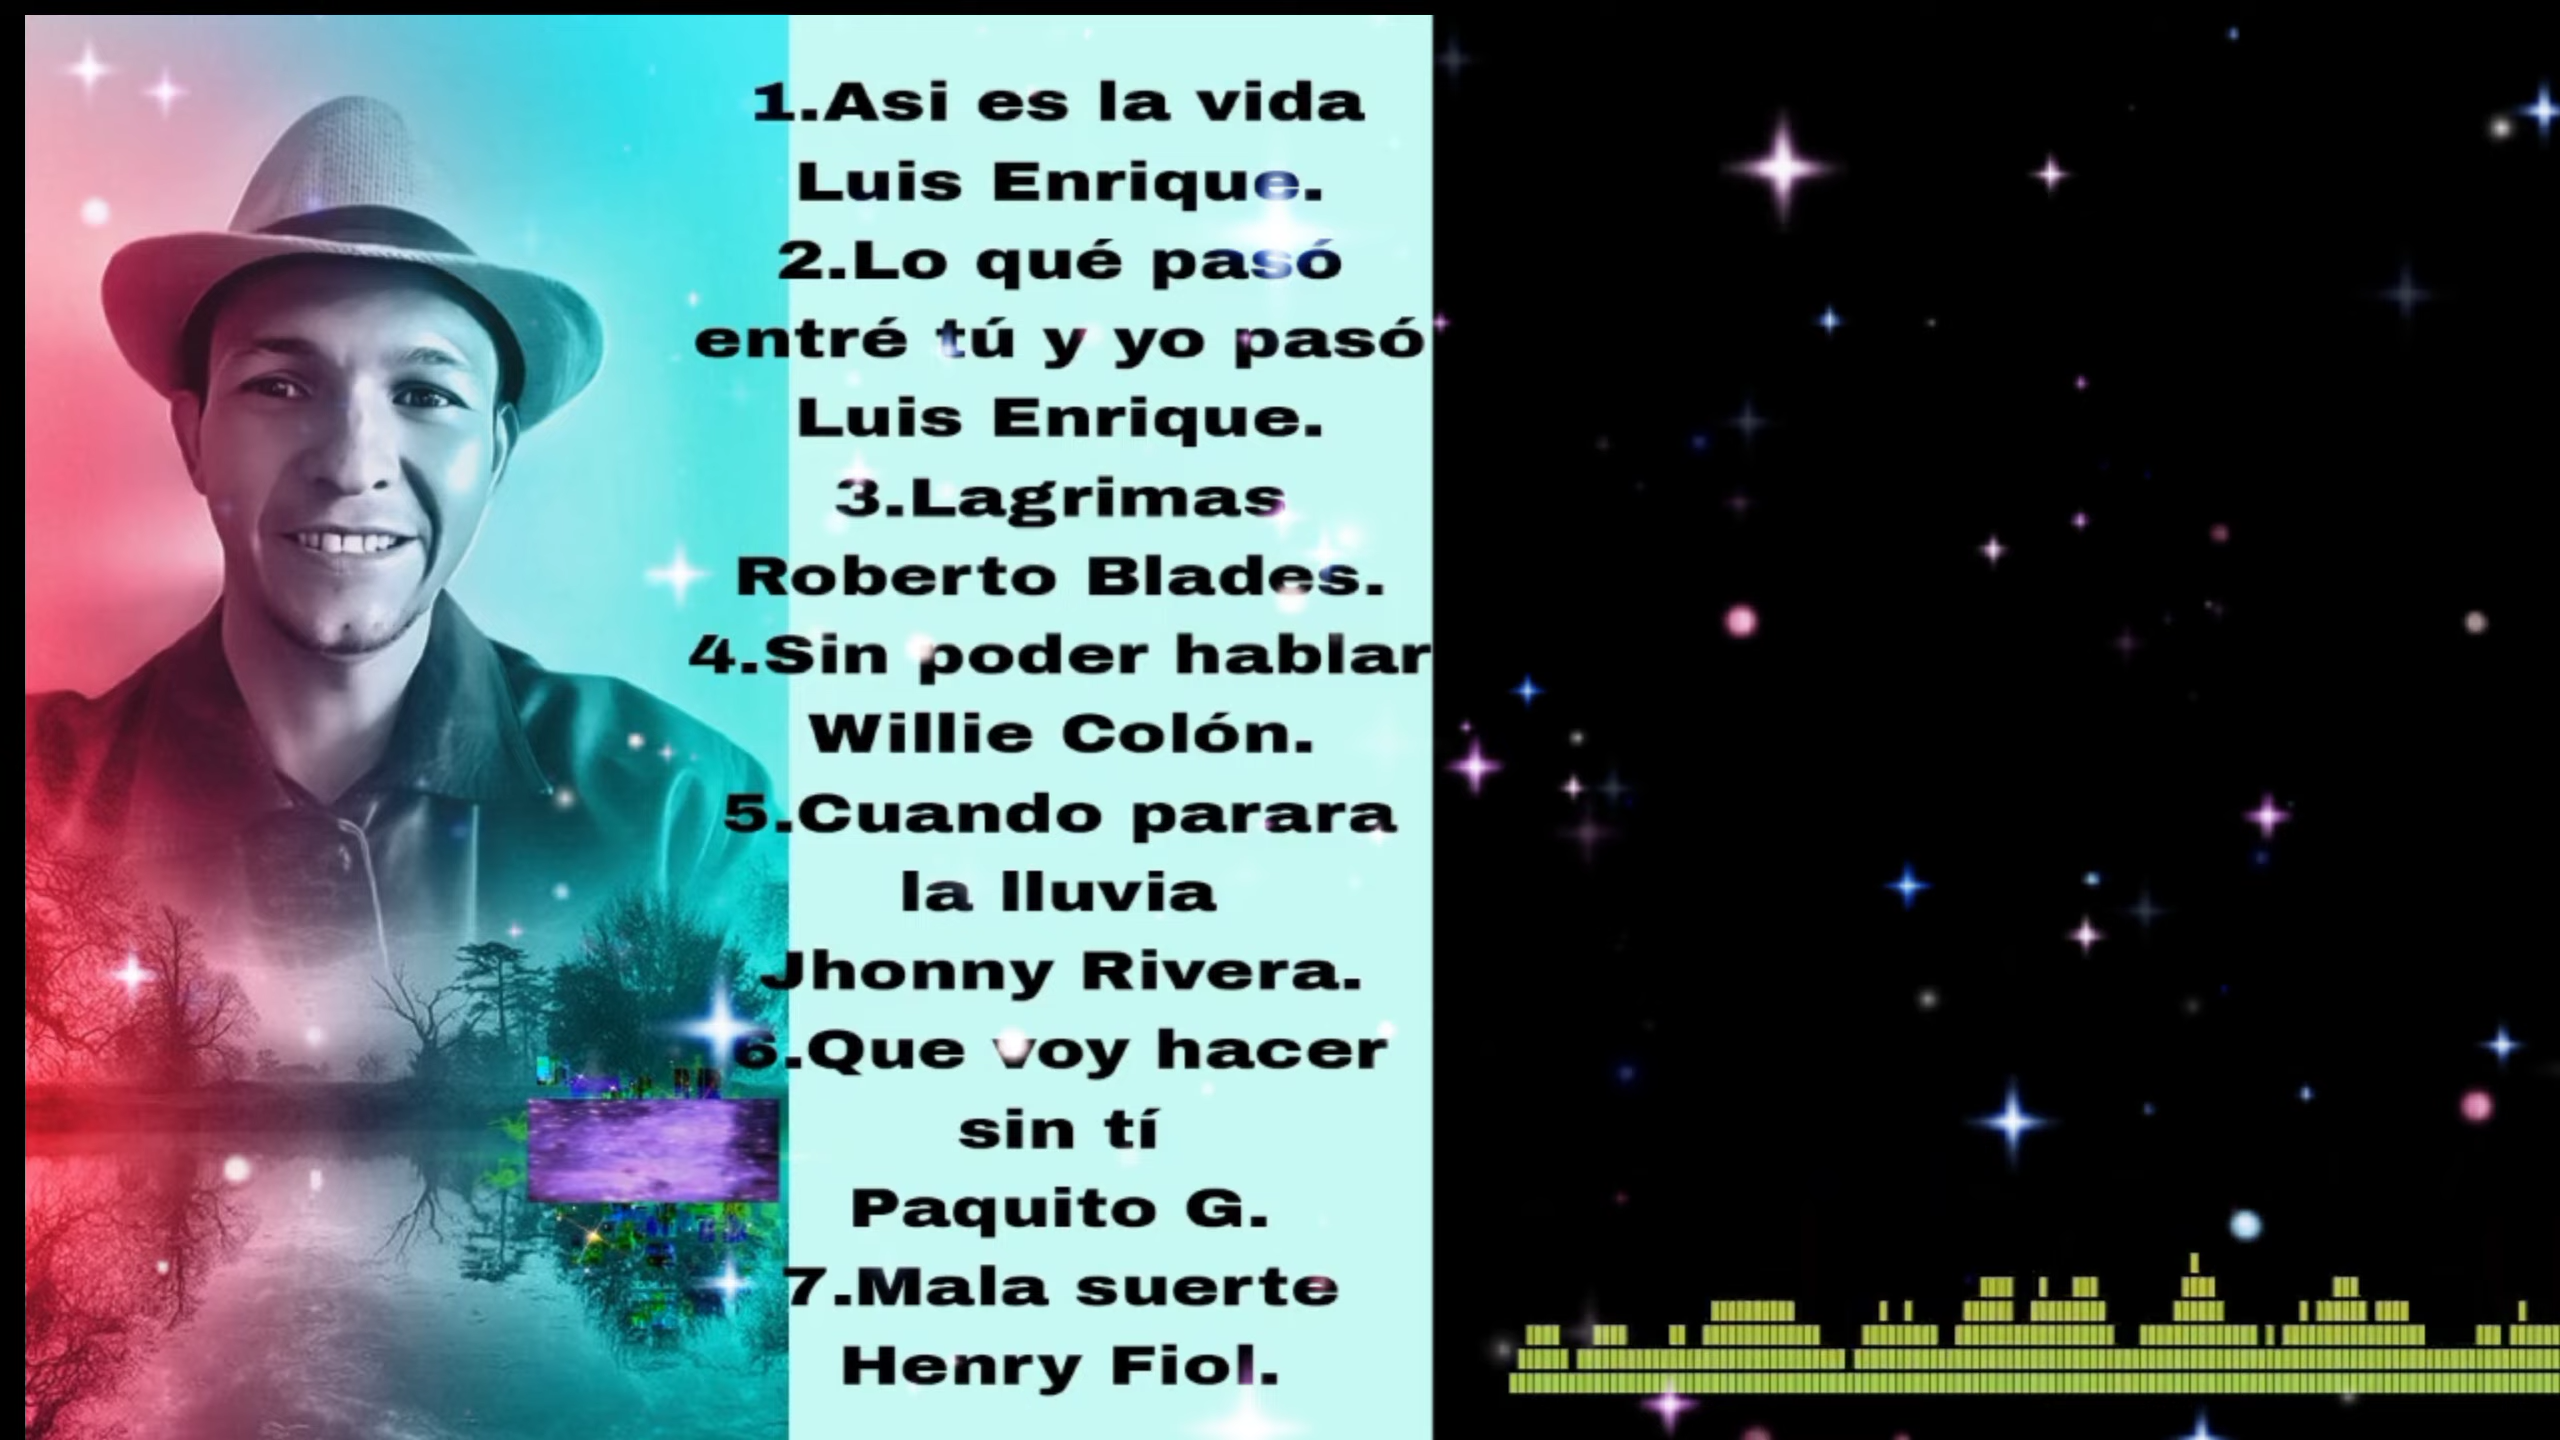 1.Asi es la vida
Luis Enrique.
2.Lo qué pasó
entré tú y yo pasó
Luis Enrique.
3.Lagrimas
Roberto Blades.
4.Sin poder hablar
Willie Colón.
5.Cuando parara
la lluvia
Jhonny Rivera.
6.Que voy hacer
sin tí
Paquito G.
7.Mala suerte
Henry Fiol.